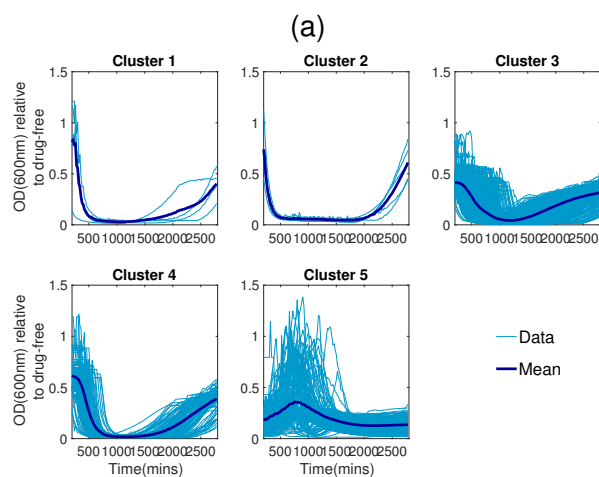 (a)
Cluster 1
Cluster 2
Cluster 3
OD(600nm) relative
to drug-free
1.5
1
0.5
0
500 1000 1500 2000 2500
1.5
1
0.5
0
500 1000 1500 2000 2500
1.5
1
0.5
0
500 1000 1500 2000 2500
Cluster 4
Cluster 5
OD(600nm) relative
to drug-free
1.5
1
0.5
0
500 1000 1500 2000 2500
Time(mins)
1.5
1
0.5
0
500 1000 1500 2000 2500
Time(mins)
Data
Mean